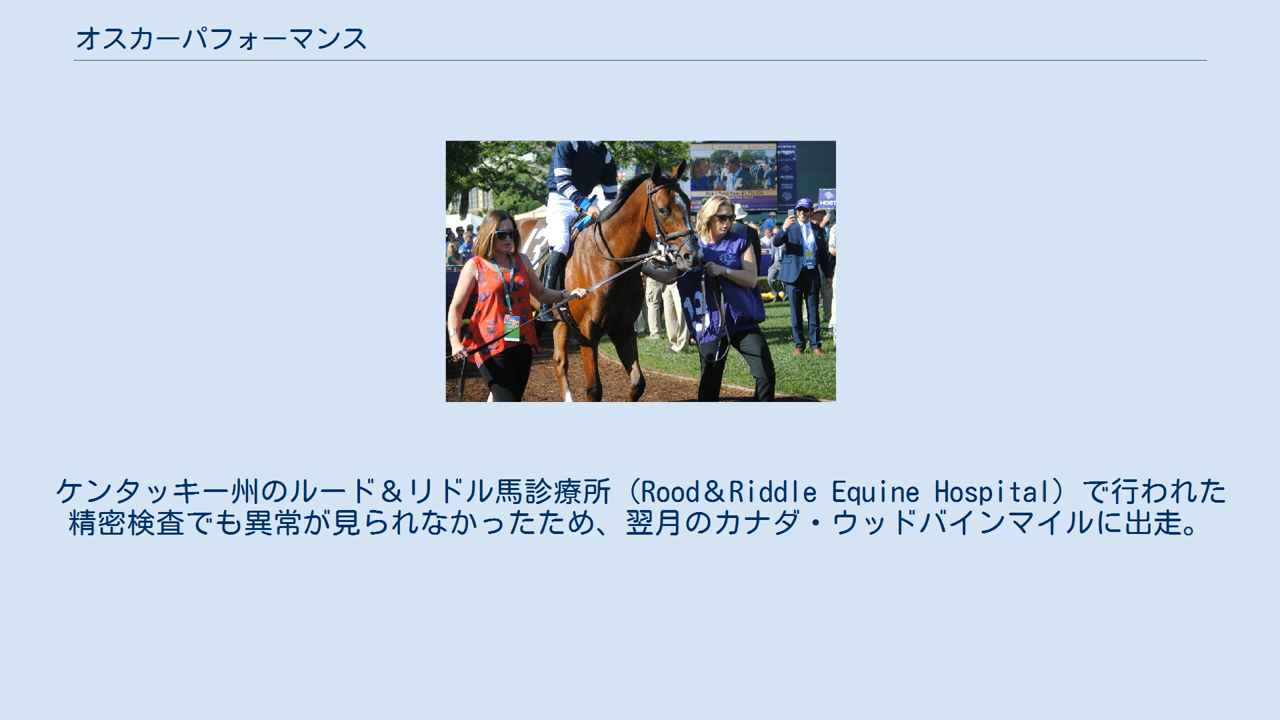 オスカーパフォーマンス
13
HOST
13
ケンタッキー州のルード＆リドル馬診療所（Rood＆Riddle Equine Hospital）で行われた
精密検査でも異常が見られなかったため、翌月のカナダ・ウッドバインマイルに出走。